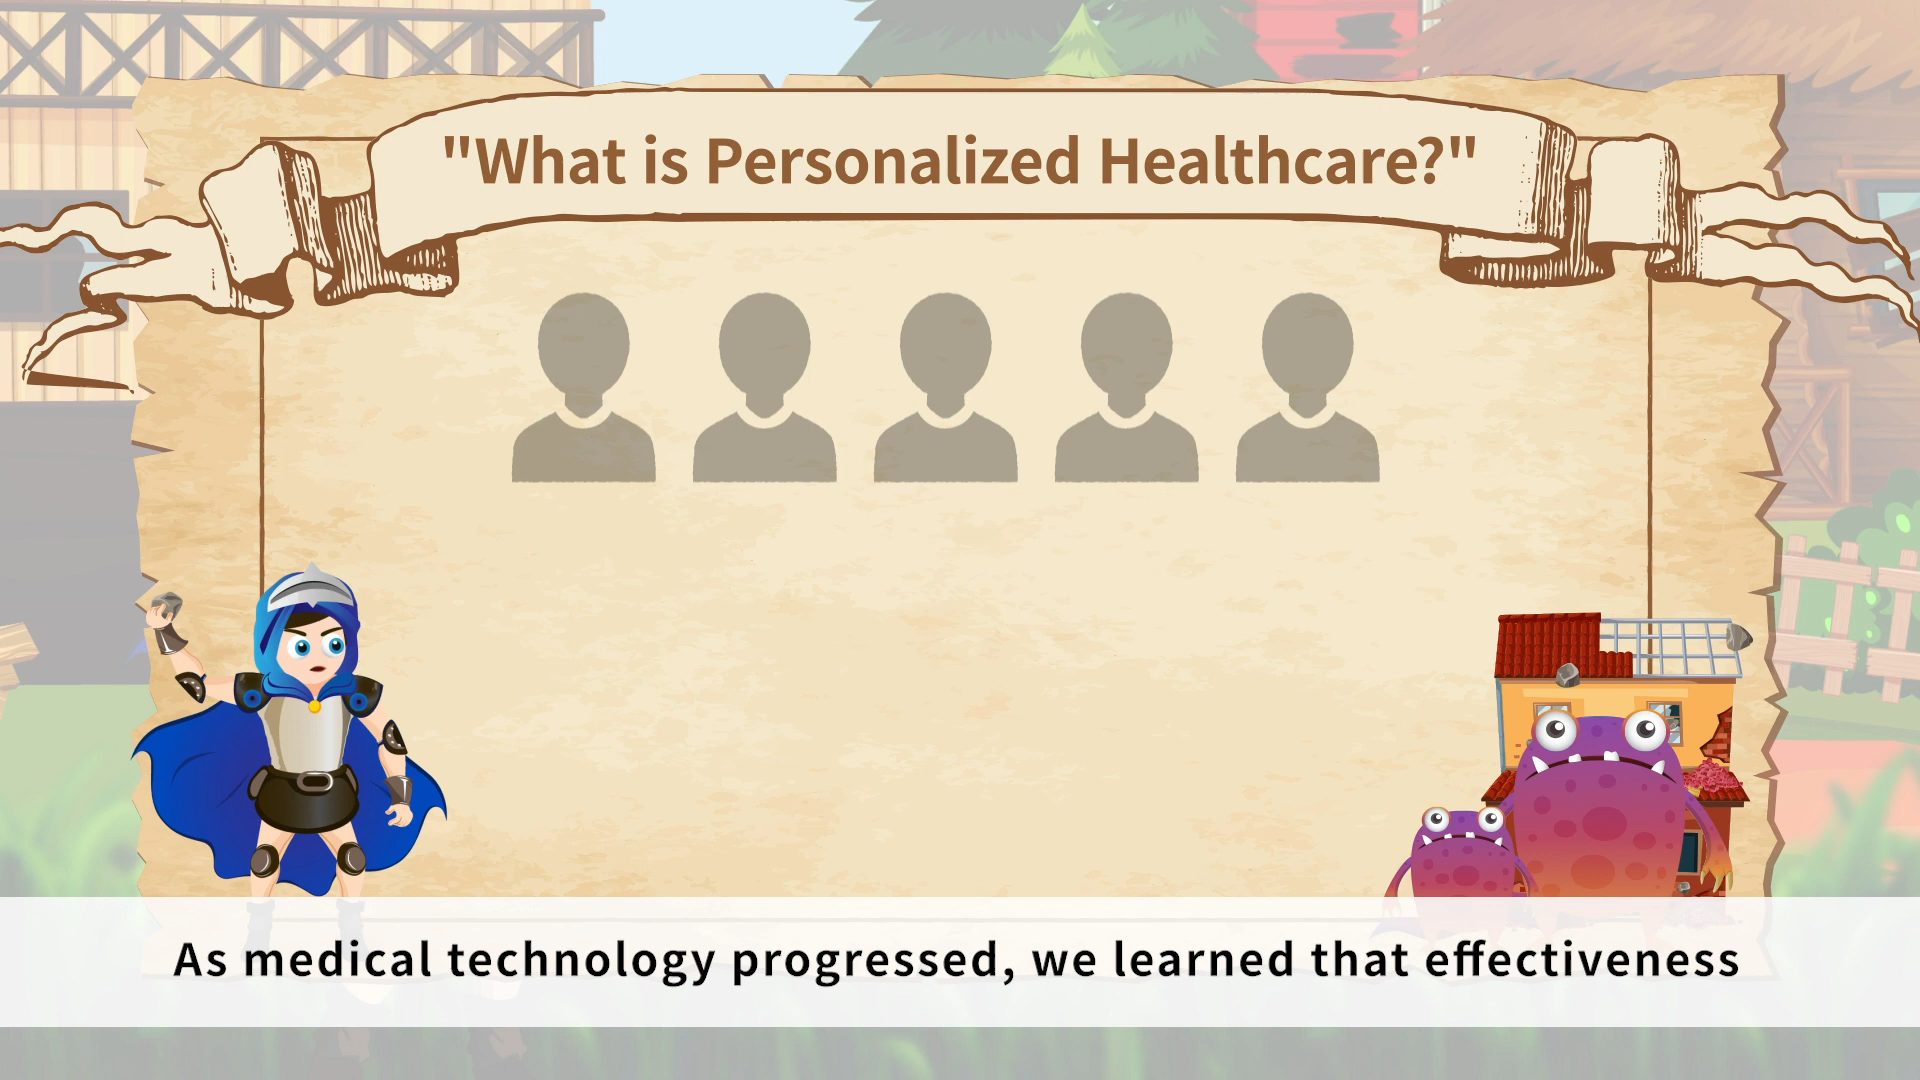 "What is Personalized Healthcare?"
As medical technology progressed, we learned that effectiveness